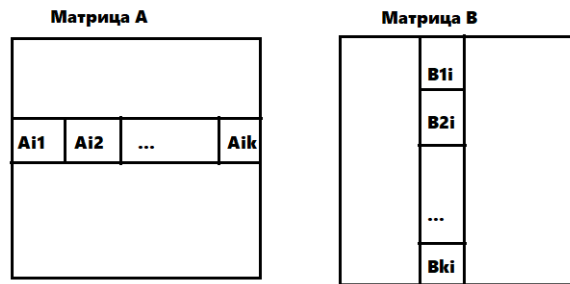 Матрица А
Матрица В
Ai1 Ai2 ... Aik
B1i
B2i
...
Bki